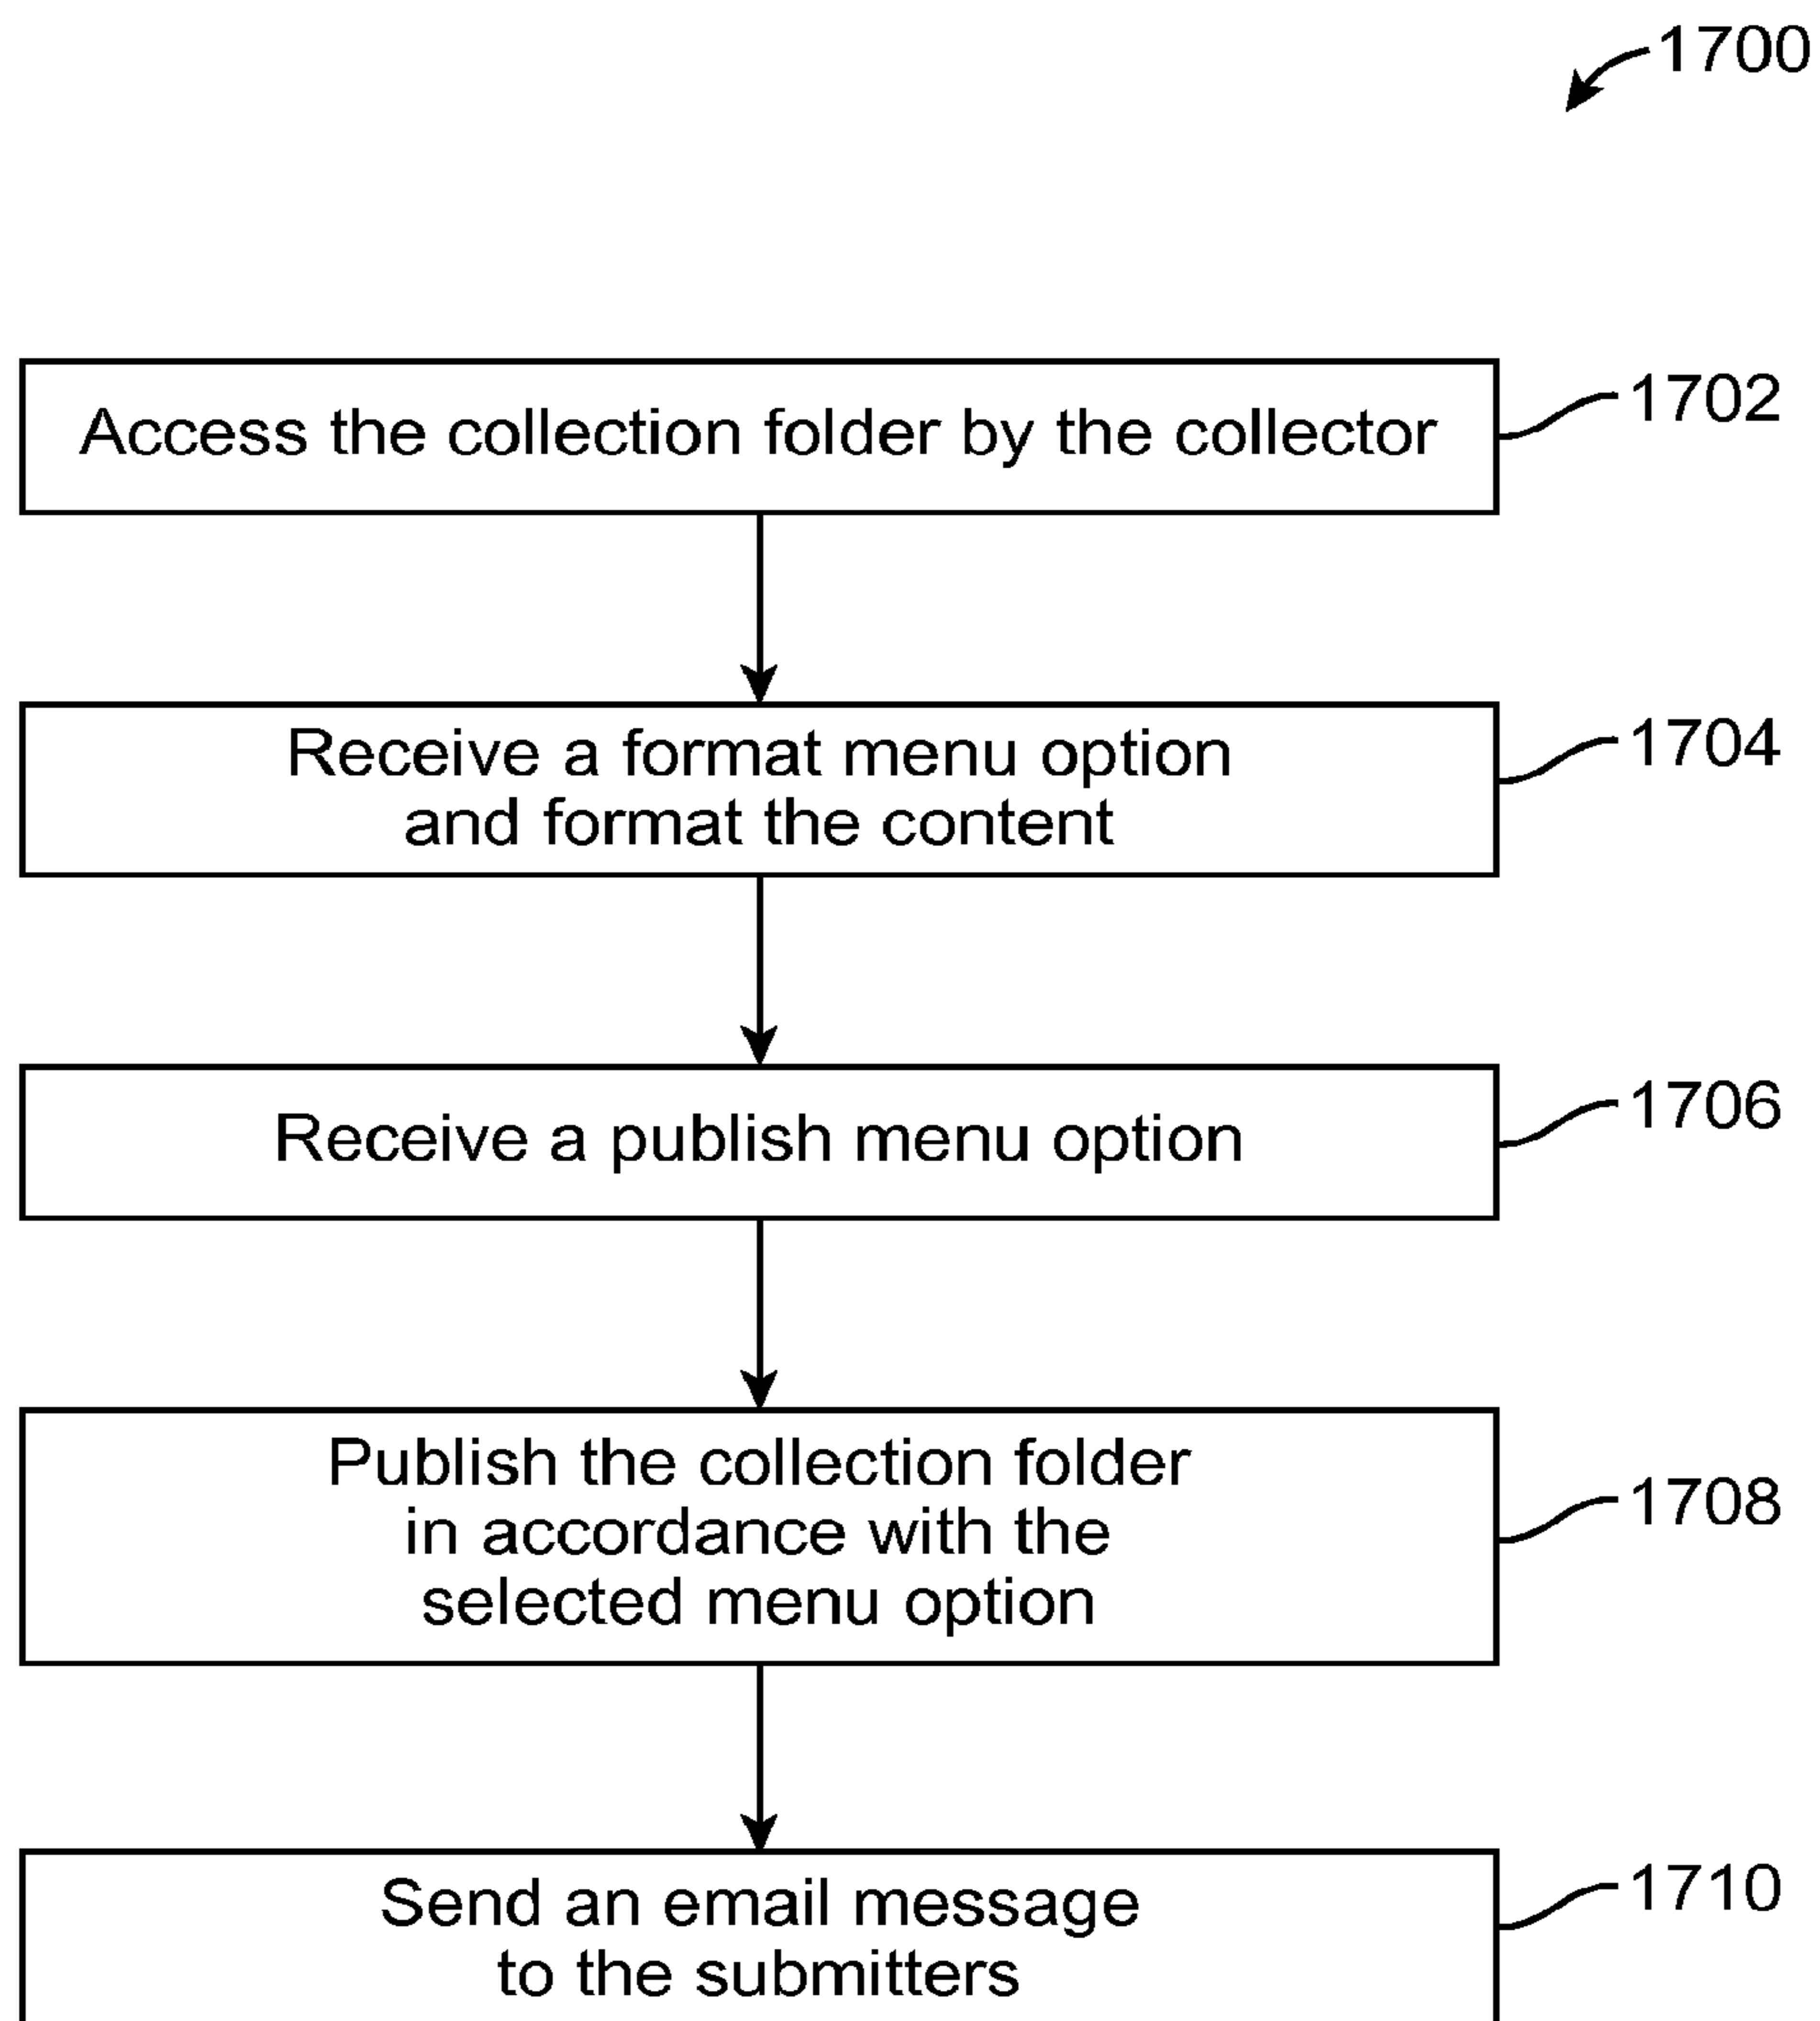 1700
Access the collection folder by the collector
1702
Receive a format menu option
and format the content
1704
Receive a publish menu option
1706
Publish the collection folder
in accordance with the
selected menu option
1708
Send an email message
to the submitters
1710